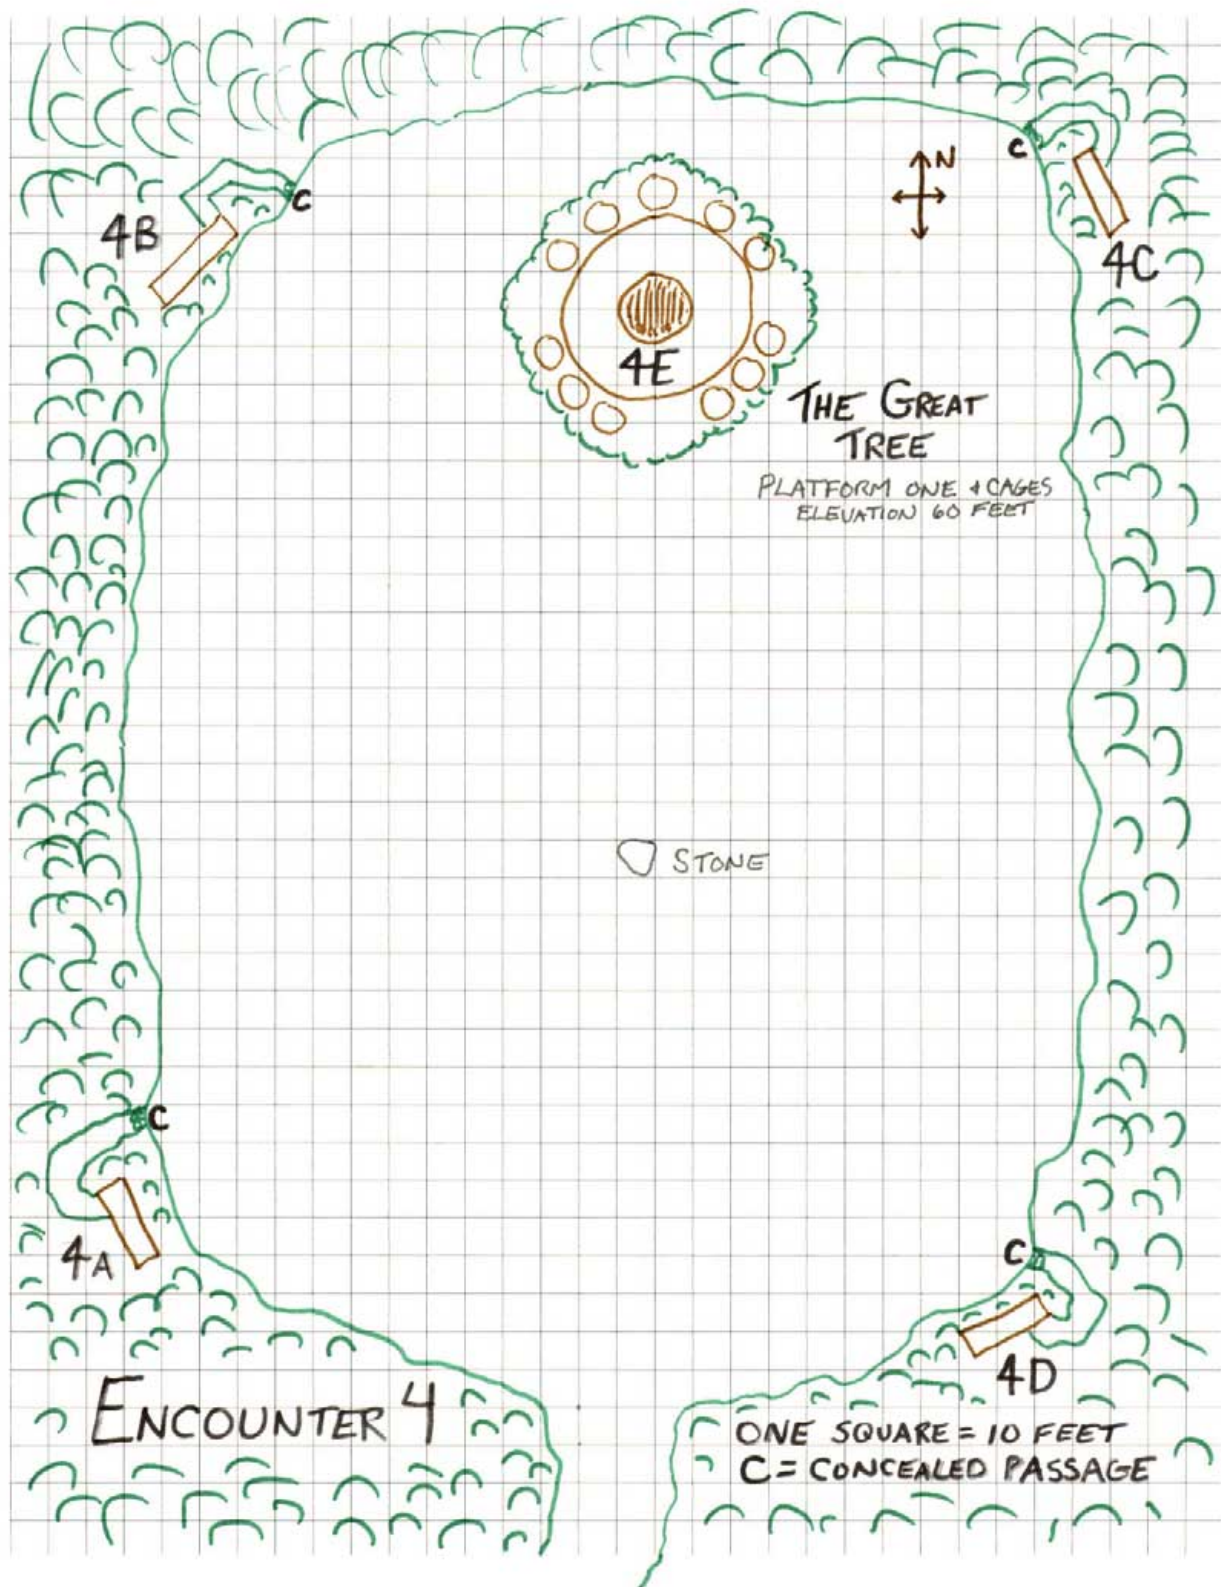 C
N
C
4B
4C
4E
THE GREAT
TREE
PLATFORM ONE & CAGES
ELEVATION 60 FEET
STONE
C
4A
C
4D
ENCOUNTER 4
ONE SQUARE = 10 FEET
C = CONCEALED PASSAGE